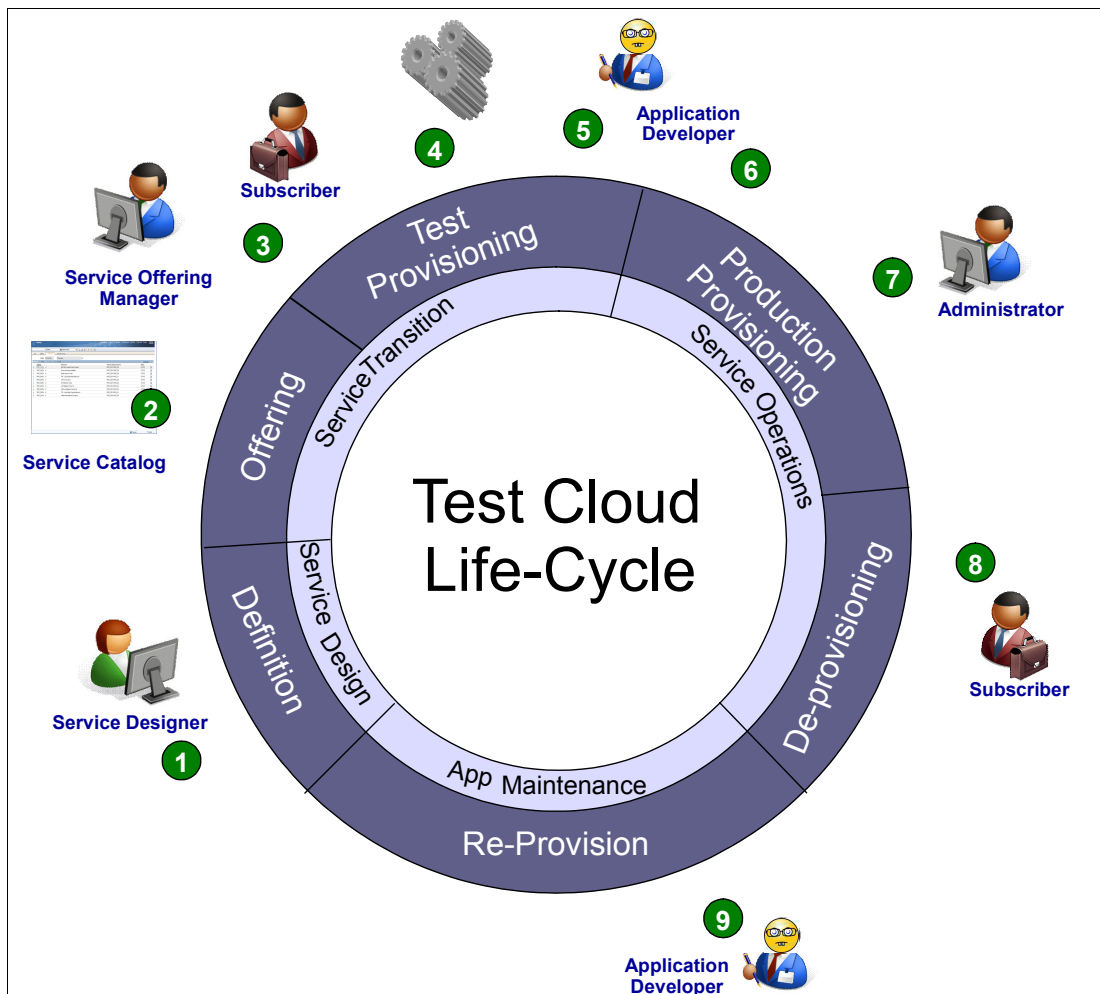 4
5
Application
Developer
6
Subscriber
3
Service Offering
Manager
Test
Provisioning
Production
Provisioning
7
Administrator
2
Service Catalog
Offering
ServiceTransition
Service Operations
Test Cloud
Life-Cycle
Definition
Service Design
Service Designer
1
De-provisioning
8
Subscriber
App Maintenance
Re-Provision
9
Application
Developer